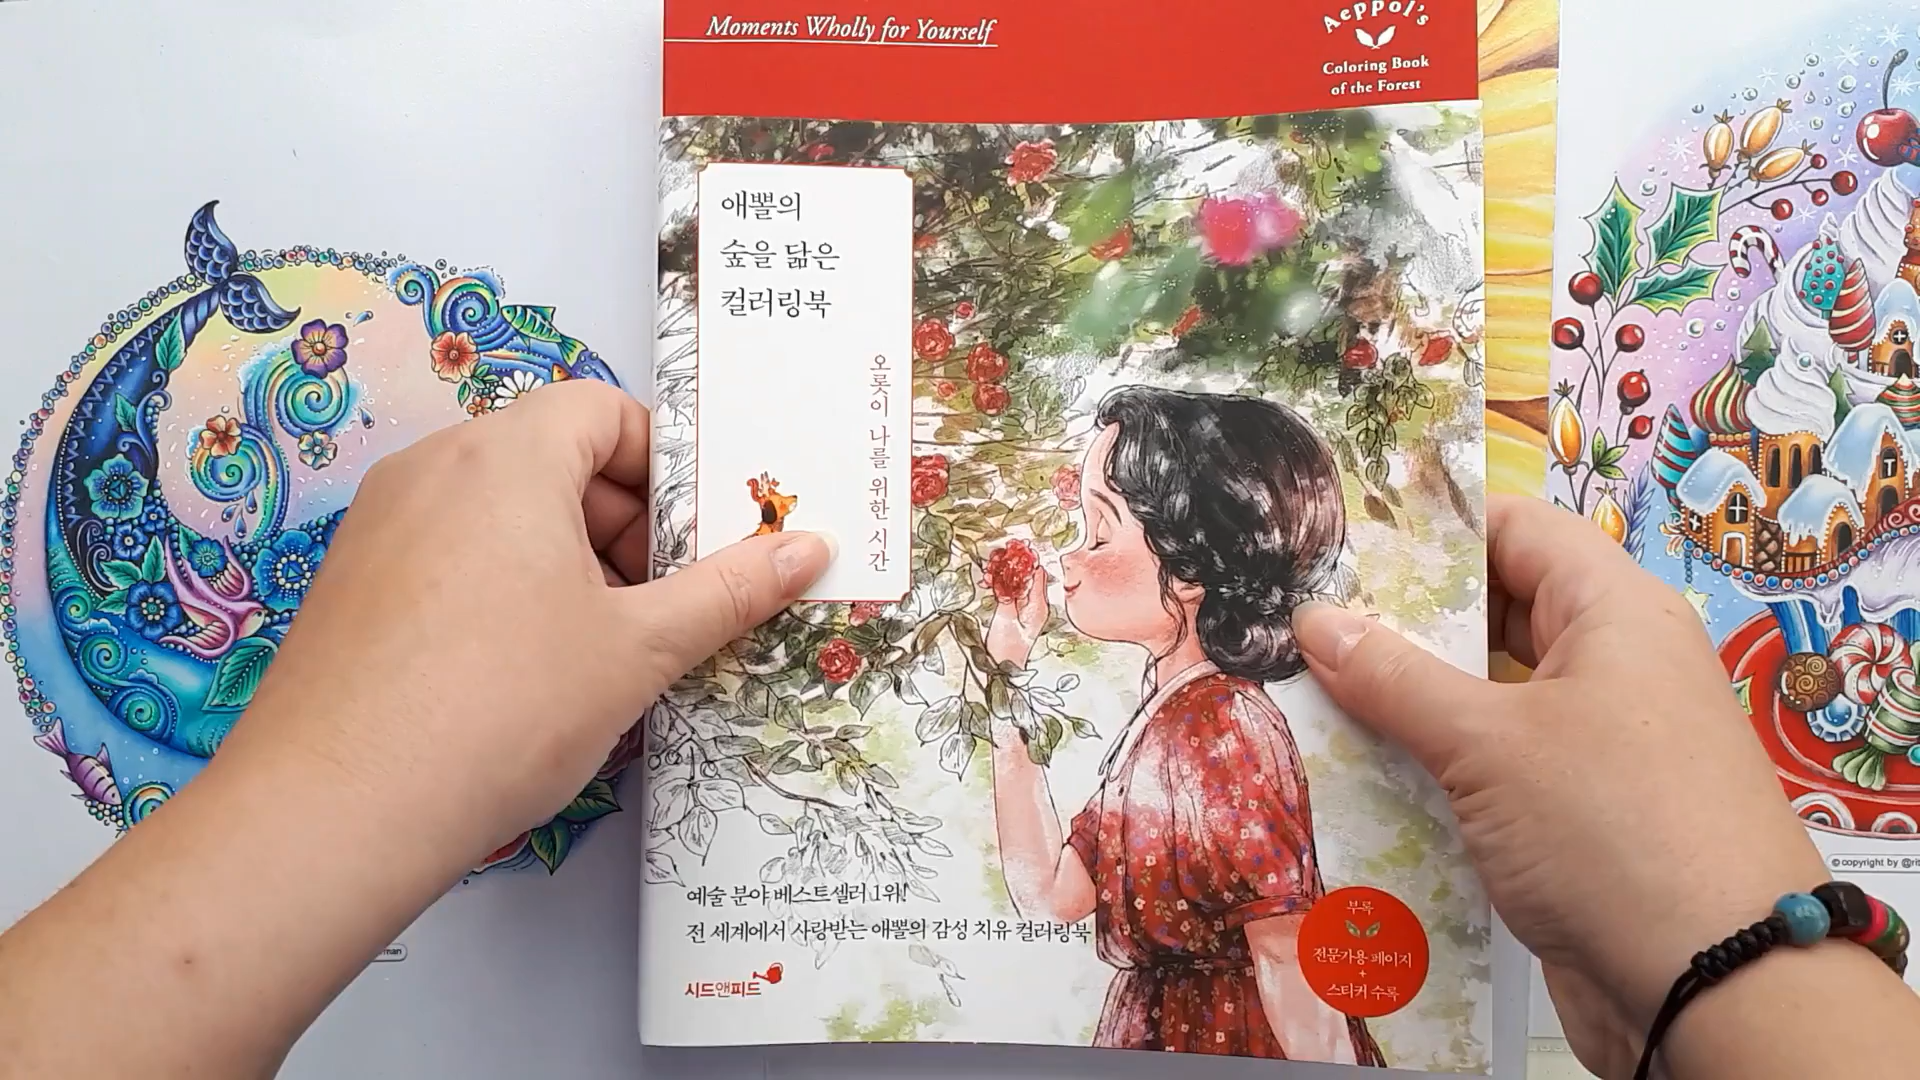 Moments Wholly for Yourself
Aeppol's
Coloring Book
of the Forest
애뽈의
숲을 닮은
컬러링북
오롯이 나를 위한 시간
예술 분야 베스트셀러 1위!
전 세계에서 사랑받는 애뽈의 감성 치유 컬러링북
시드앤피드
부록
전문가용 페이지
+
스티커 수록
© copyright by